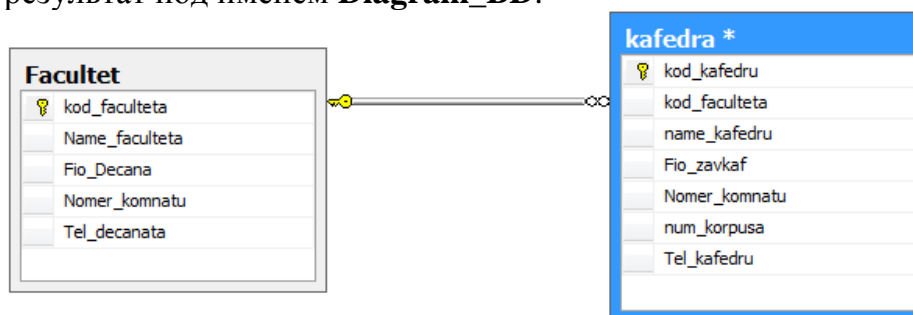 результат под именем Diagram_BD.
Facultet
kod_faculteta
Name_faculteta
Fio_Decana
Nomer_komnatu
Tel_decanata
kafedra *
kod_kafedru
kod_faculteta
name_kafedru
Fio_zavkaf
Nomer_komnatu
num_korpusa
Tel_kafedru